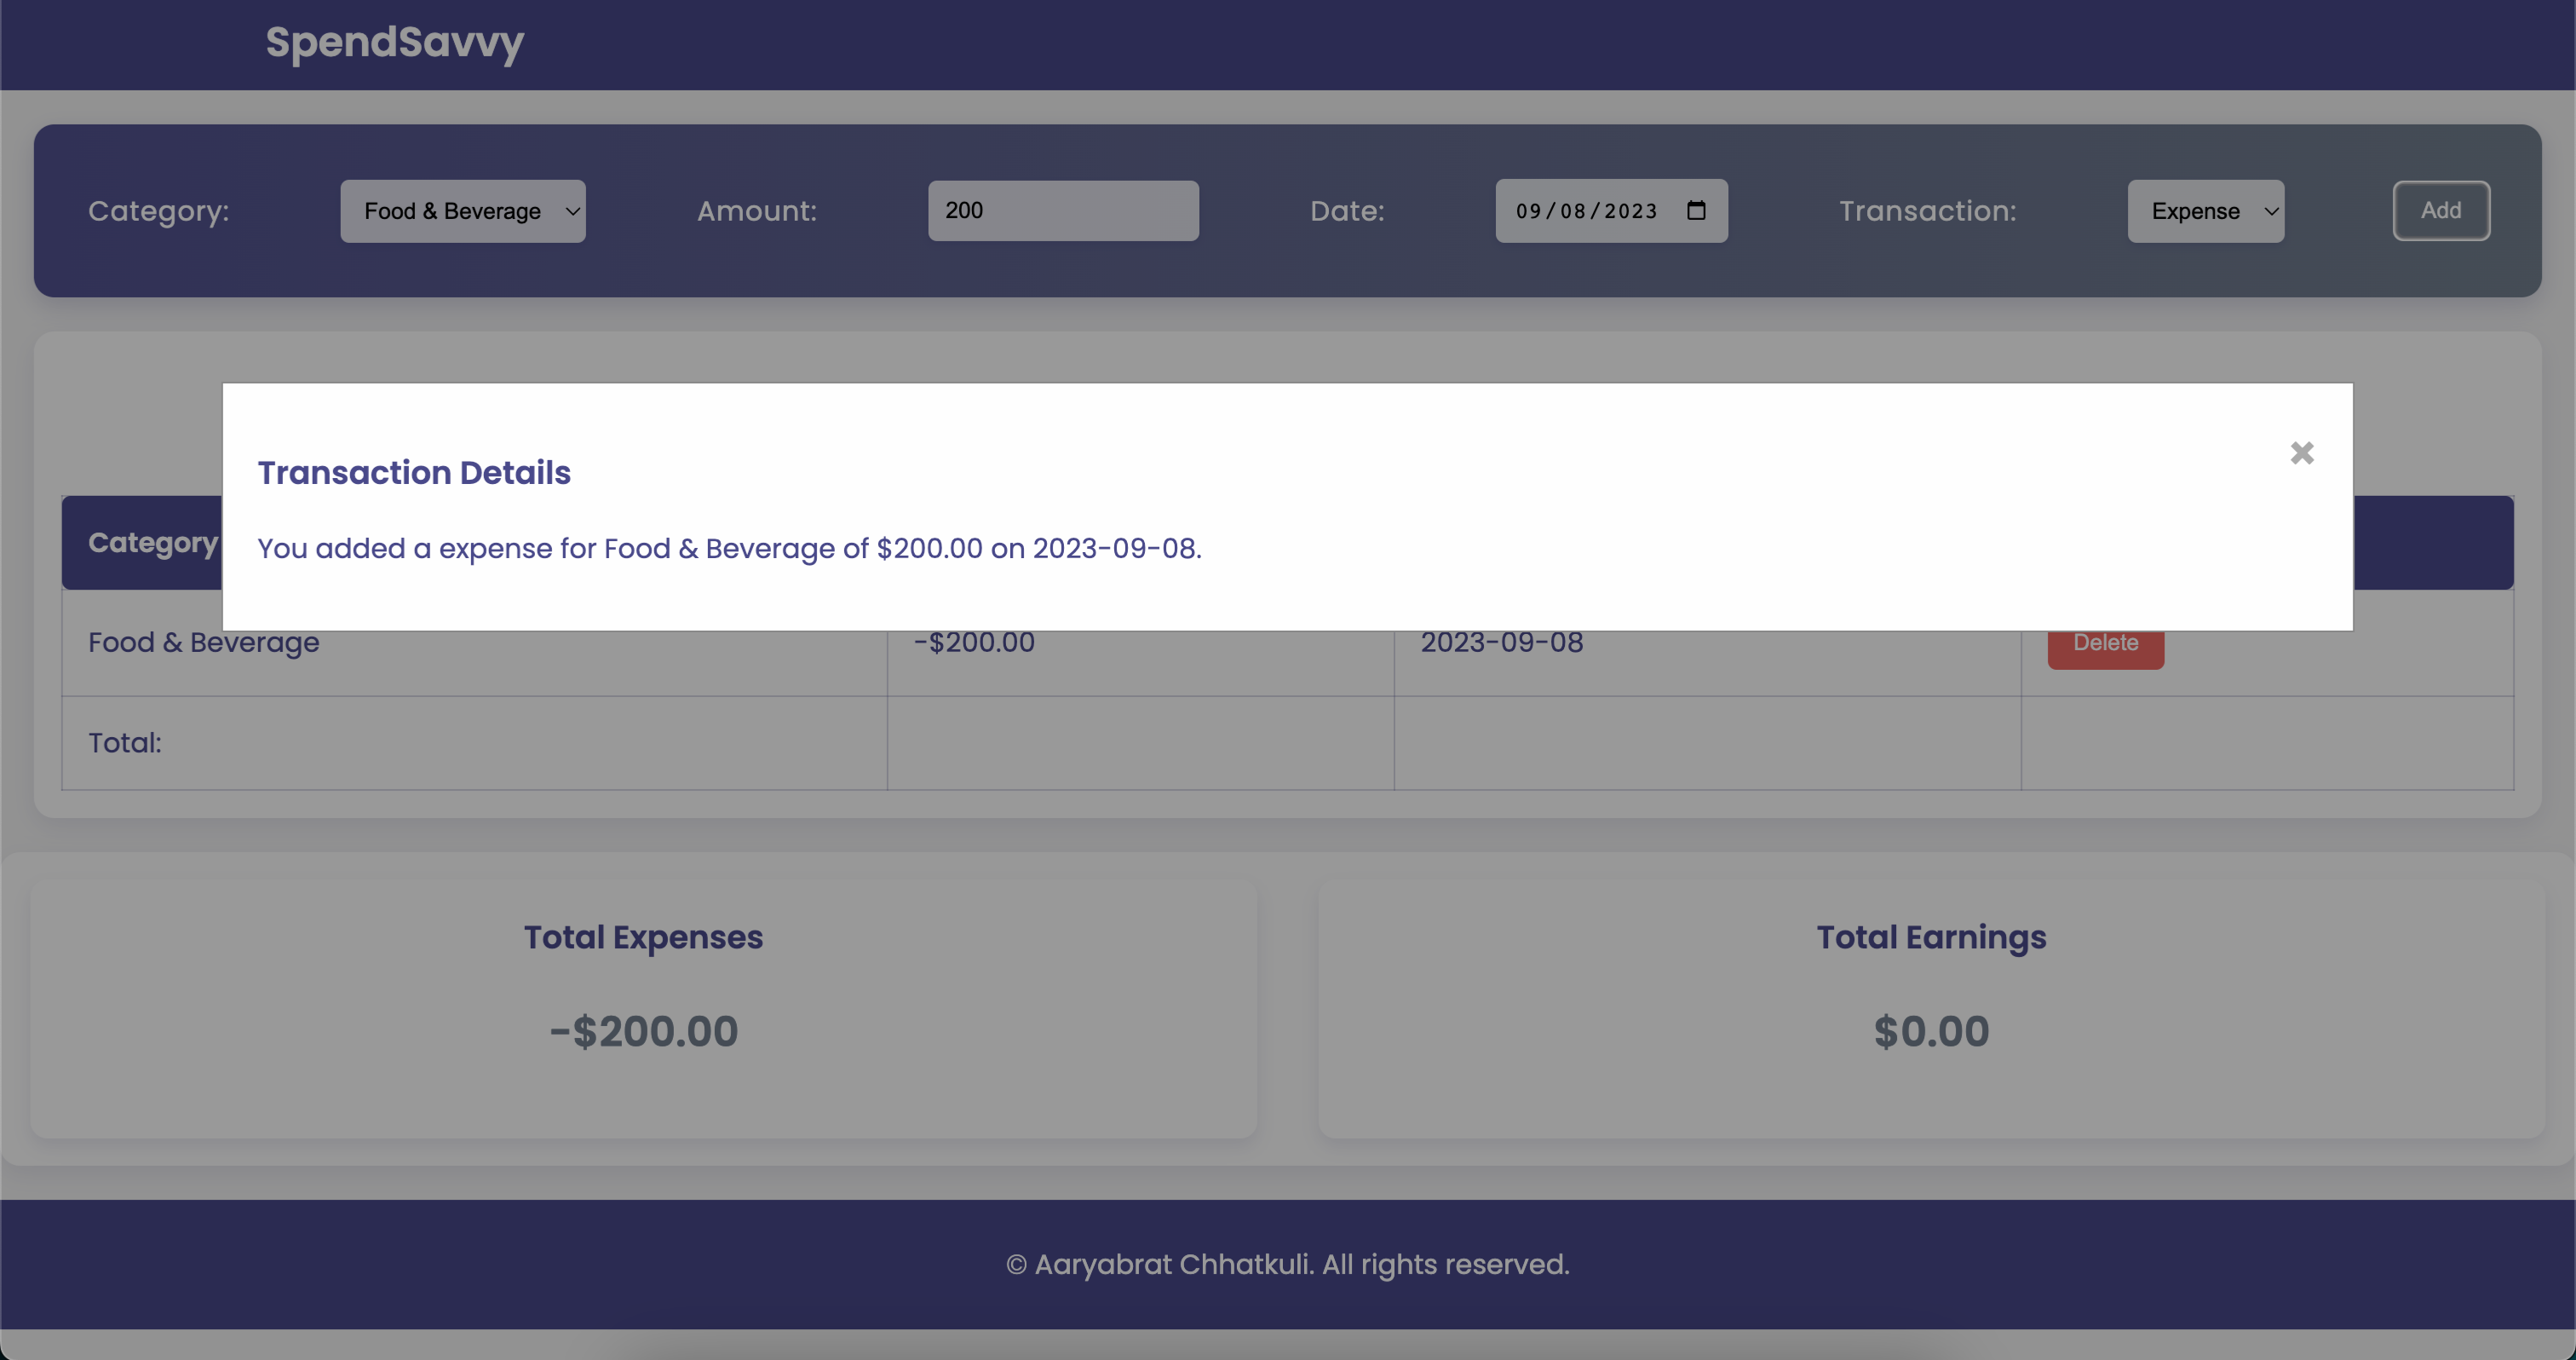 SpendSavvy
Category: Food & Beverage Amount: 200 Date: 09/08/2023 Transaction: Expense Add
Transaction Details
You added a expense for Food & Beverage of $200.00 on 2023-09-08.
Category
Food & Beverage -$200.00 2023-09-08 Delete
Total:
Total Expenses Total Earnings
-$200.00 $0.00
© Aaryabrat Chhatkuli. All rights reserved.